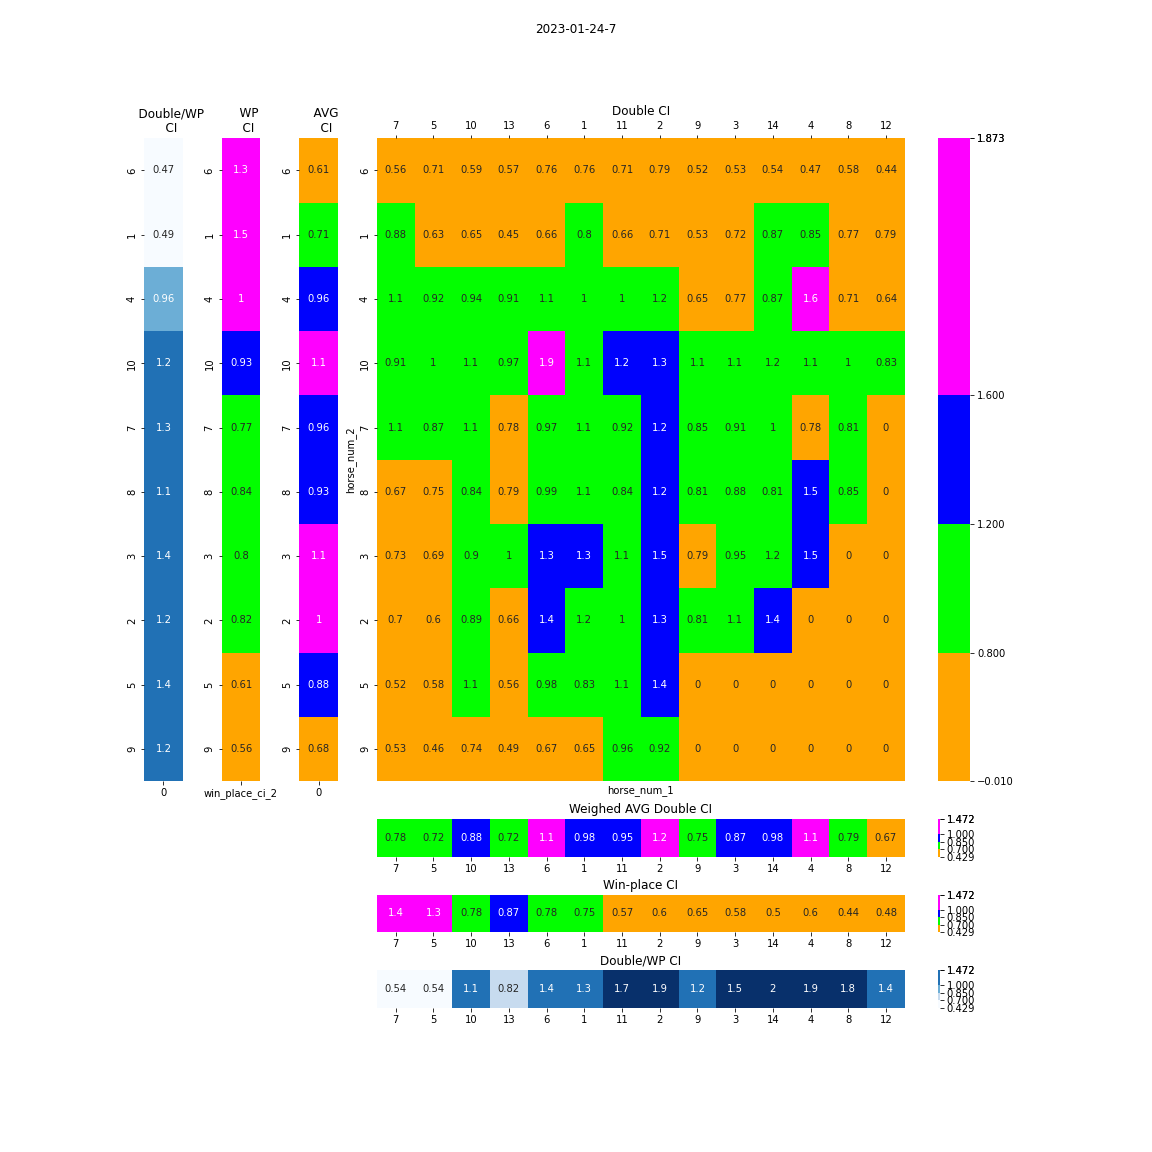 2023-01-24-7
Double/WP CI
WP CI
AVG CI
Double CI
7 5 10 13 6 1 11 2 9 3 14 4 8 12
1.873
6 0.47 6 1.3 6 0.61 6 0.56 0.71 0.59 0.57 0.76 0.76 0.71 0.79 0.52 0.53 0.54 0.47 0.58 0.44
1 0.49 1 1.5 1 0.71 1 0.88 0.63 0.65 0.45 0.66 0.8 0.66 0.71 0.53 0.72 0.87 0.85 0.77 0.79
4 0.96 4 1 4 0.96 4 1.1 0.92 0.94 0.91 1.1 1 1 1.2 0.65 0.77 0.87 1.6 0.71 0.64
10 1.2 10 0.93 10 1.1 10 0.91 1 1.1 0.97 1.9 1.1 1.2 1.3 1.1 1.1 1.2 1.1 1 0.83
1.600
7 1.3 7 0.77 7 0.96 7 1.1 0.87 1.1 0.78 0.97 1.1 0.92 1.2 0.85 0.91 1 0.78 0.81 0
horse_num_2
8 1.1 8 0.84 8 0.93 8 0.67 0.75 0.84 0.79 0.99 1.1 0.84 1.2 0.81 0.88 0.81 1.5 0.85 0
1.200
3 1.4 3 0.8 3 1.1 3 0.73 0.69 0.9 1 1.3 1.3 1.1 1.5 0.79 0.95 1.2 1.5 0 0
2 1.2 2 0.82 2 1 2 0.7 0.6 0.89 0.66 1.4 1.2 1 1.3 0.81 1.1 1.4 0 0 0
0.800
5 1.4 5 0.61 5 0.88 5 0.52 0.58 1.1 0.56 0.98 0.83 1.1 1.4 0 0 0 0 0 0
9 1.2 9 0.56 9 0.68 9 0.53 0.46 0.74 0.49 0.67 0.65 0.96 0.92 0 0 0 0 0 0
−0.010
0 win_place_ci_2 0 horse_num_1
Weighed AVG Double CI
0.78 0.72 0.88 0.72 1.1 0.98 0.95 1.2 0.75 0.87 0.98 1.1 0.79 0.67
7 5 10 13 6 1 11 2 9 3 14 4 8 12
1.472
1.000
0.850
0.700
0.429
Win-place CI
1.4 1.3 0.78 0.87 0.78 0.75 0.57 0.6 0.65 0.58 0.5 0.6 0.44 0.48
7 5 10 13 6 1 11 2 9 3 14 4 8 12
1.472
1.000
0.850
0.700
0.429
Double/WP CI
0.54 0.54 1.1 0.82 1.4 1.3 1.7 1.9 1.2 1.5 2 1.9 1.8 1.4
7 5 10 13 6 1 11 2 9 3 14 4 8 12
1.472
1.000
0.850
0.700
0.429